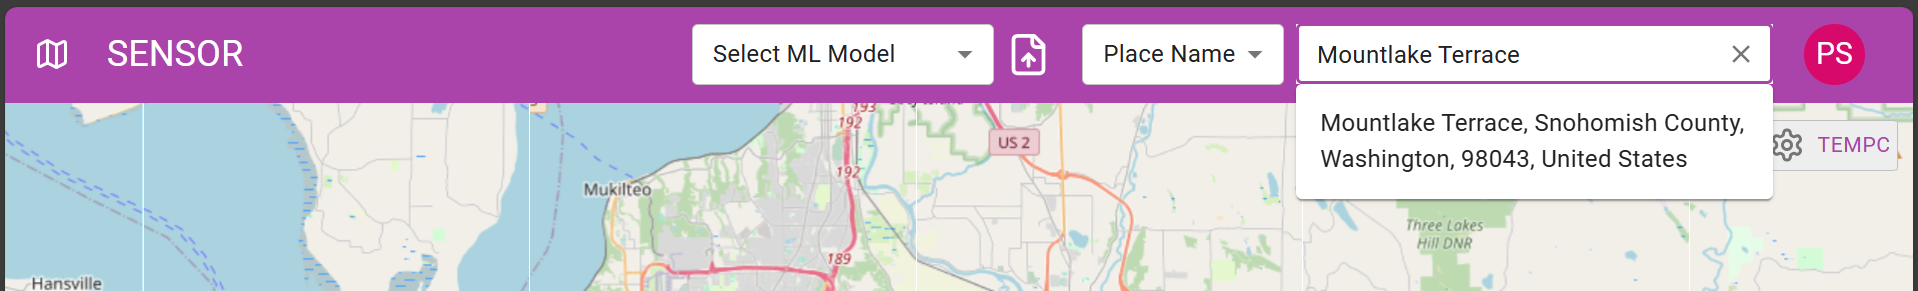 SENSOR
Select ML Model
Place Name
Mountlake Terrace
PS
Mountlake Terrace, Snohomish County,
Washington, 98043, United States
TEMPC
193
192
US 2
192
Mukilteo
Three Lakes
Hill DNR
189
Hansville